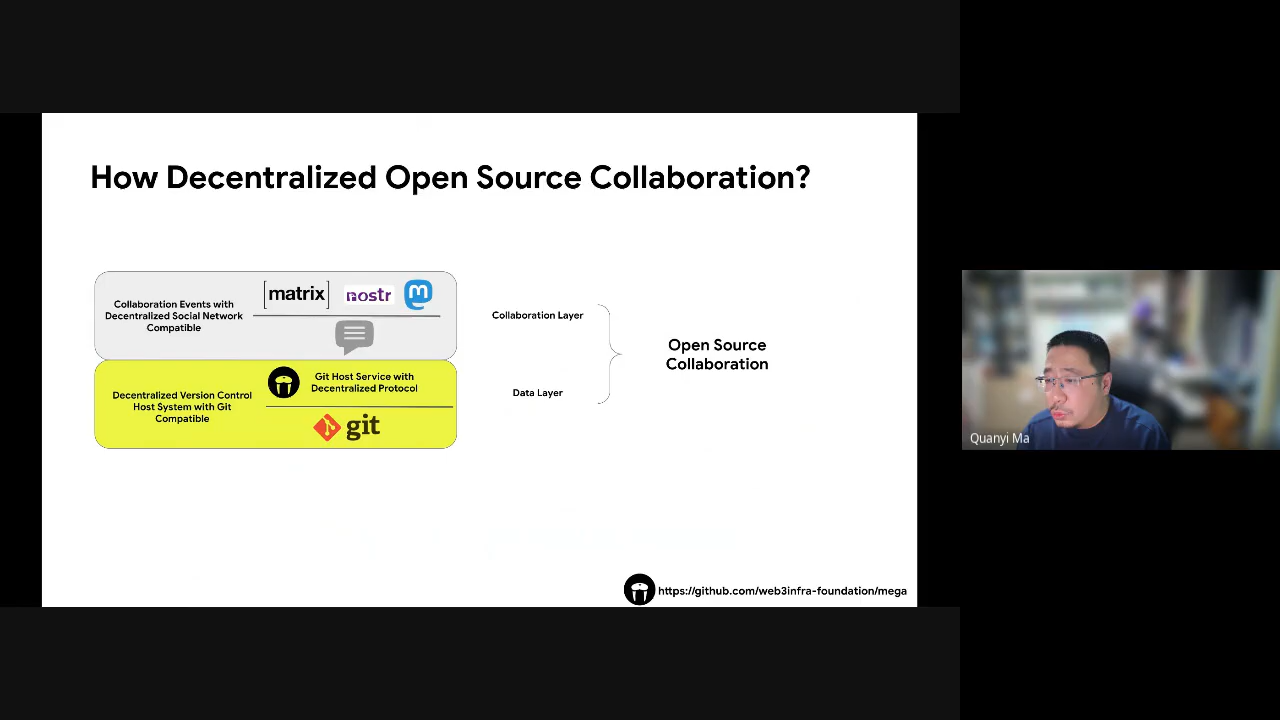 How Decentralized Open Source Collaboration?
Collaboration Events with
Decentralized Social Network
Compatible
[matrix]
nostr
m
Decentralized Version Control
Host System with Git
Compatible
Git Host Service with
Decentralized Protocol
git
Collaboration Layer
Data Layer
Open Source
Collaboration
https://github.com/web3infra-foundation/mega
Quanyi Ma